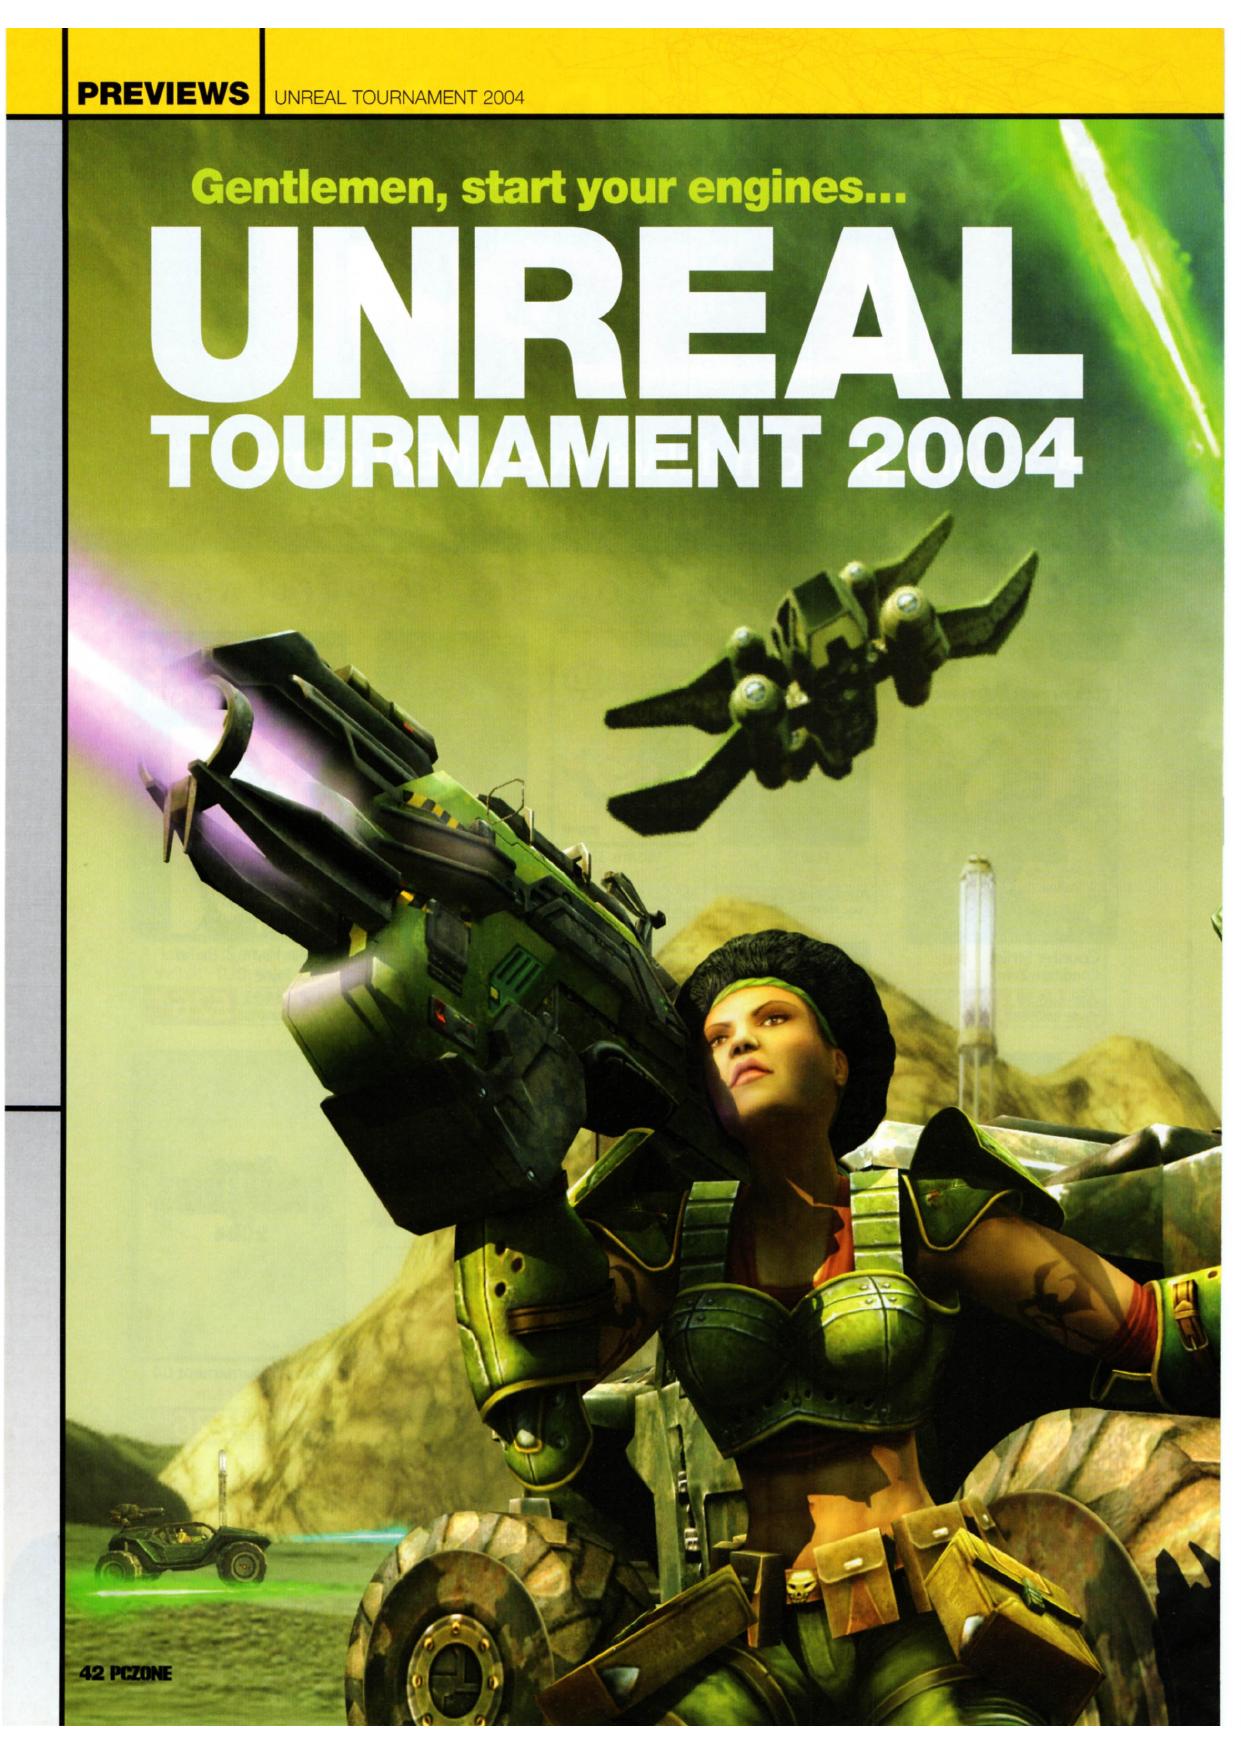 PREVIEWS
UNREAL TOURNAMENT 2004
Gentlemen, start your engines...
UNREAL
TOURNAMENT 2004
42 PCZONE